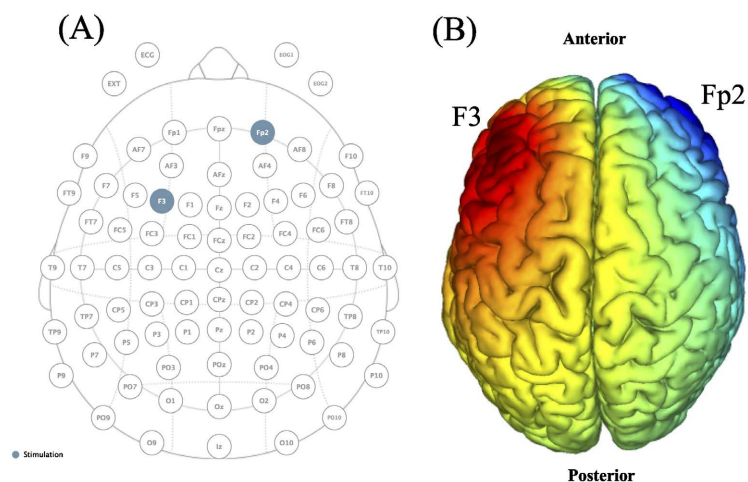 (A)
(B)
ECG
EOG1
EXT
EOG2
Anterior
Fp1 Fpz Fp2
AF7 AF8
F9 AF3 AFz AF4 F10
F7 F5 F3 F1 Fz F2 F4 F6 F8
FT9 FT10
FT7 FC5 FC3 FC1 FCz FC2 FC4 FC6 FT8
T9 T7 C5 C3 C1 Cz C2 C4 C6 T8 T10
TP9 TP7 CP5 CP3 CP1 CPz CP2 CP4 CP6 TP8 TP10
P9 P7 P5 P3 P1 Pz P2 P4 P6 P8 P10
PO3 POz PO4
PO7 PO8
PO9 O1 Oz O2 PO10
O9 Iz O10
Stimulation
F3
Fp2
Posterior